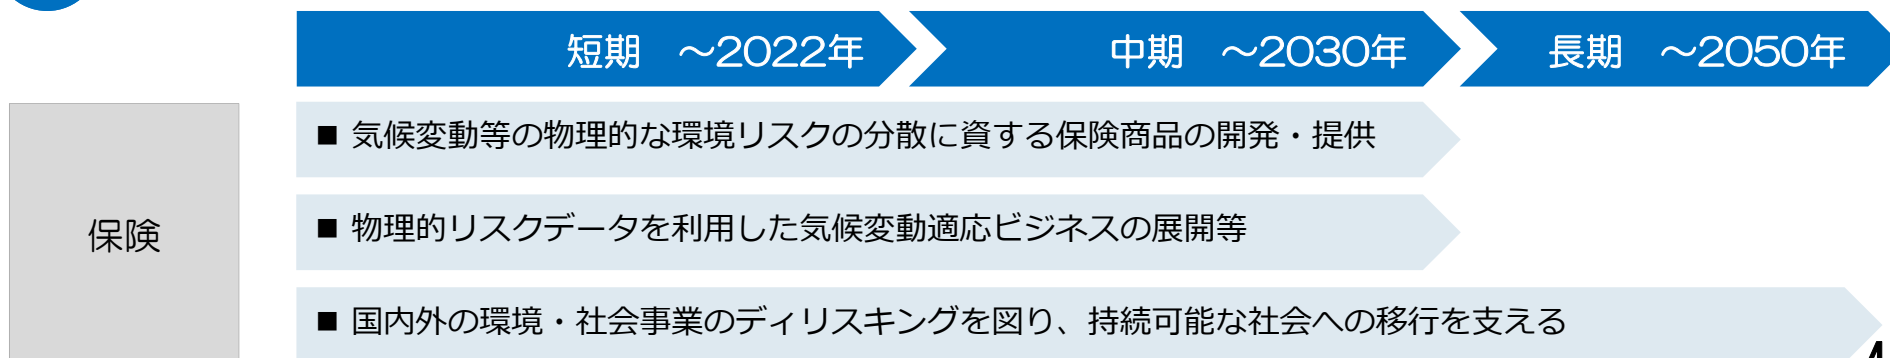 短期　～2022年
中期　～2030年
長期　～2050年
保険
■ 気候変動等の物理的な環境リスクの分散に資する保険商品の開発・提供
■ 物理的リスクデータを利用した気候変動適応ビジネスの展開等
■ 国内外の環境・社会事業のディリスキングを図り、持続可能な社会への移行を支える